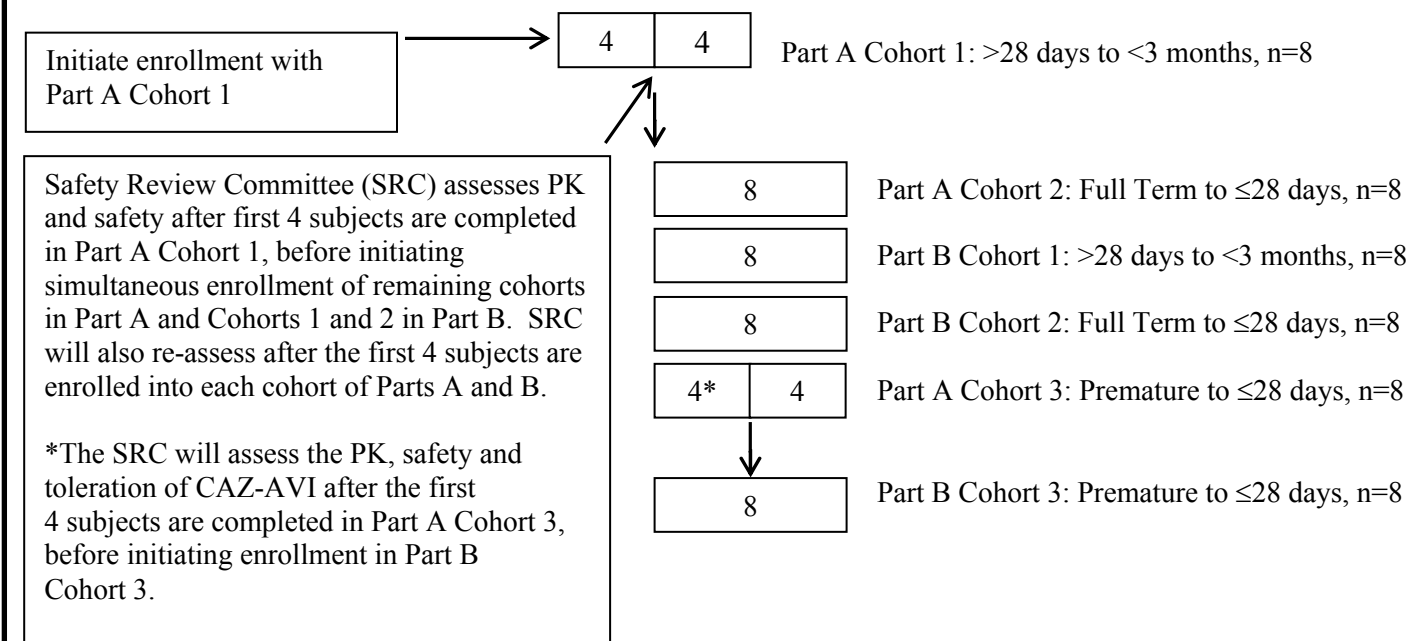 Initiate enrollment with
Part A Cohort 1
4 4
Part A Cohort 1: >28 days to <3 months, n=8
Safety Review Committee (SRC) assesses PK
and safety after first 4 subjects are completed
in Part A Cohort 1, before initiating
simultaneous enrollment of remaining cohorts
in Part A and Cohorts 1 and 2 in Part B. SRC
will also re-assess after the first 4 subjects are
enrolled into each cohort of Parts A and B.
*The SRC will assess the PK, safety and
toleration of CAZ-AVI after the first
4 subjects are completed in Part A Cohort 3,
before initiating enrollment in Part B
Cohort 3.
8 Part A Cohort 2: Full Term to ≤28 days, n=8
8 Part B Cohort 1: >28 days to <3 months, n=8
8 Part B Cohort 2: Full Term to ≤28 days, n=8
4* 4 Part A Cohort 3: Premature to ≤28 days, n=8
8 Part B Cohort 3: Premature to ≤28 days, n=8